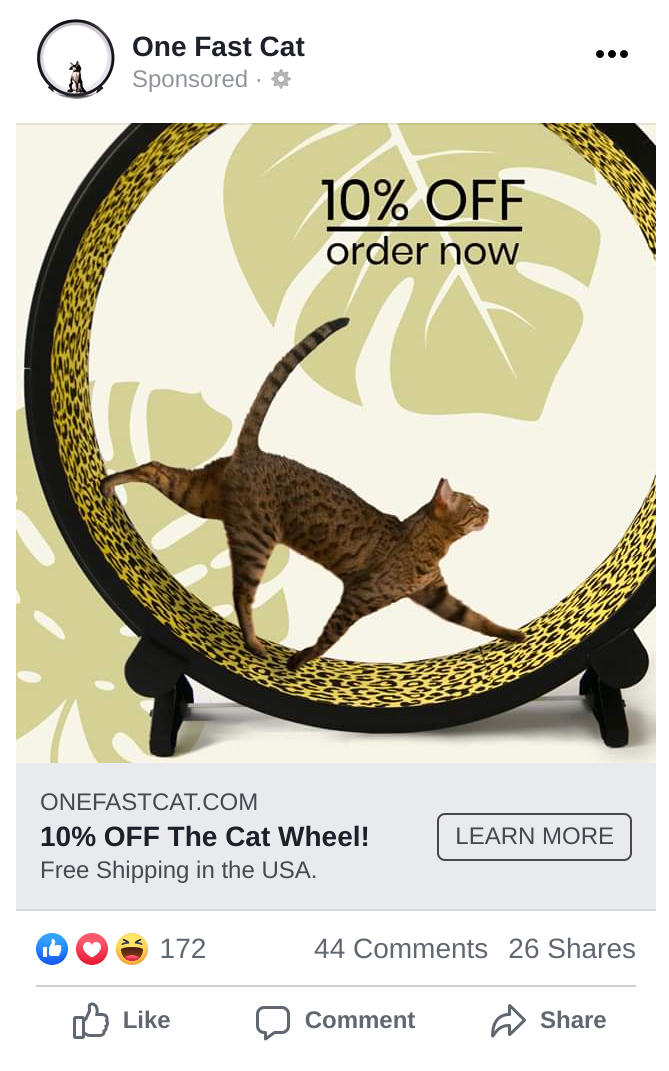 One Fast Cat
Sponsored ·
10% OFF
order now
ONEFASTCAT.COM
10% OFF The Cat Wheel!
LEARN MORE
Free Shipping in the USA.
172 44 Comments 26 Shares
Like Comment Share